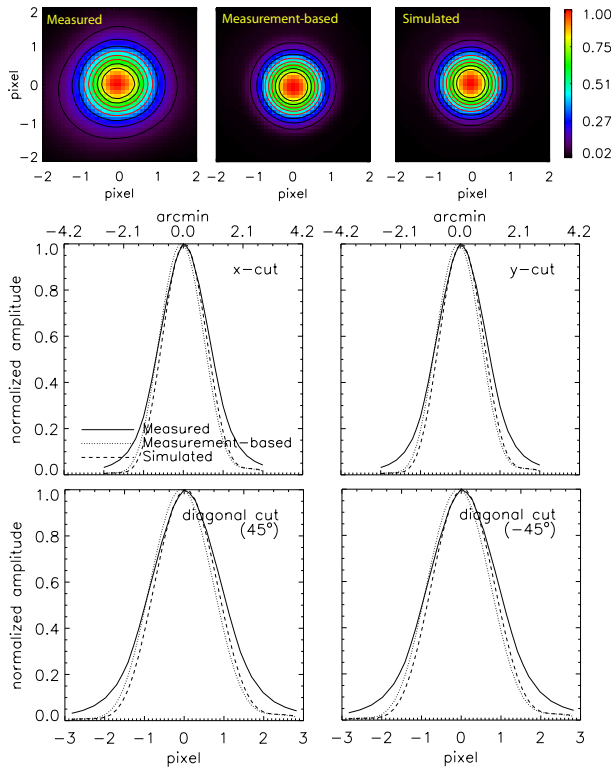 Measured Measurement-based Simulated
2
1
0
−1
−2
pixel
−2 −1 0 1 2
−2 −1 0 1 2
−2 −1 0 1 2
pixel pixel pixel
1.00
0.75
0.51
0.27
0.02
arcmin arcmin
−4.2 −2.1 0.0 2.1 4.2
−4.2 −2.1 0.0 2.1 4.2
x-cut
y-cut
normalized amplitude
1.0
0.8
0.6
0.4
0.2
0.0
Measured
Measurement-based
Simulated
diagonal cut
(45°)
diagonal cut
(−45°)
normalized amplitude
1.0
0.8
0.6
0.4
0.2
0.0
−3 −2 −1 0 1 2 3
−3 −2 −1 0 1 2 3
pixel pixel